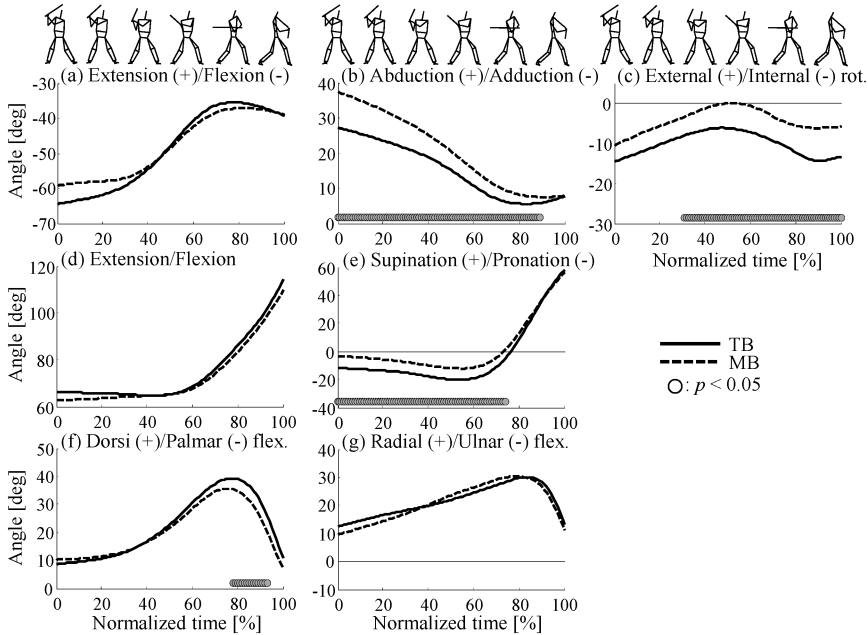 (a) Extension (+)/Flexion (-)
(b) Abduction (+)/Adduction (-)
(c) External (+)/Internal (-) rot.
Angle [deg]
-30
-40
-50
-60
-70
0 20 40 60 80 100
40
30
20
10
0
0 20 40 60 80 100
0
-10
-20
-30
0 20 40 60 80 100
Normalized time [%]
(d) Extension/Flexion
(e) Supination (+)/Pronation (-)
Angle [deg]
120
100
80
60
0 20 40 60 80 100
60
40
20
0
-20
-40
0 20 40 60 80 100
TB
MB
: p < 0.05
(f) Dorsi (+)/Palmar (-) flex.
(g) Radial (+)/Ulnar (-) flex.
Angle [deg]
50
40
30
20
10
0
0 20 40 60 80 100
Normalized time [%]
40
30
20
10
0
-10
0 20 40 60 80 100
Normalized time [%]